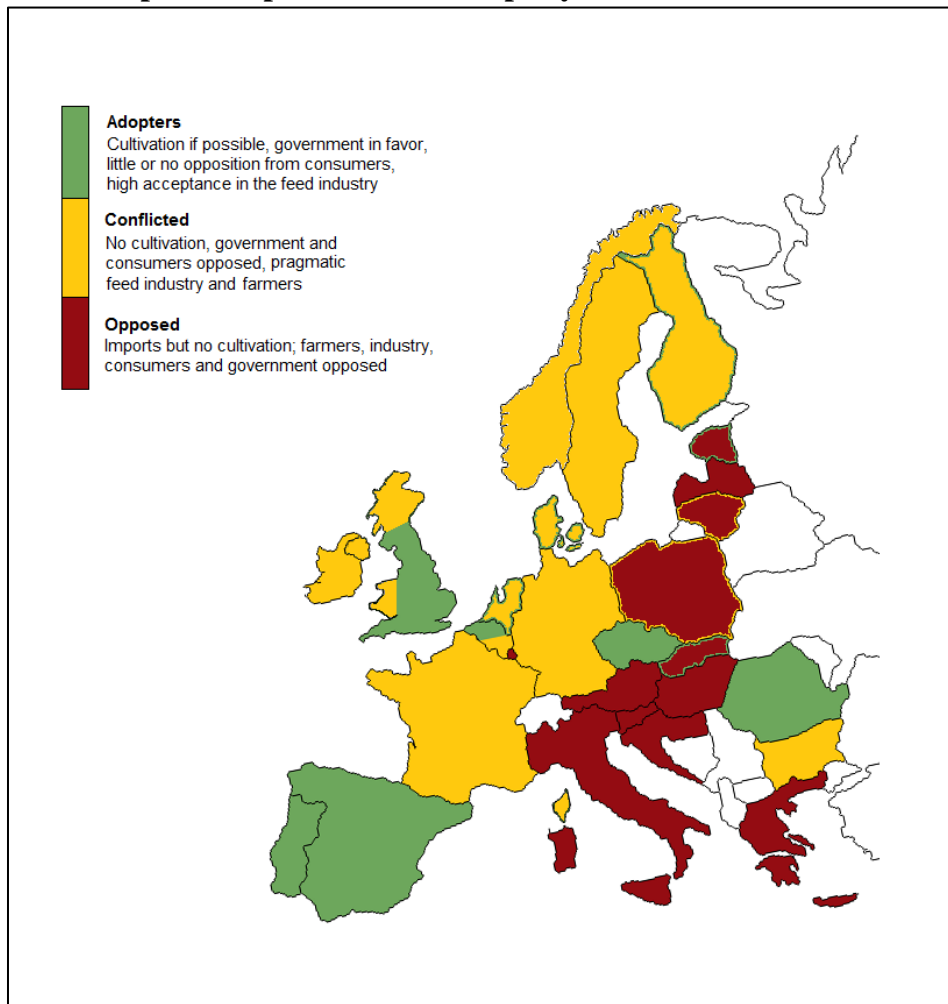 Adopters
Cultivation if possible, government in favor,
little or no opposition from consumers,
high acceptance in the feed industry
Conflicted
No cultivation, government and
consumers opposed, pragmatic
feed industry and farmers
Opposed
Imports but no cultivation; farmers, industry,
consumers and government opposed